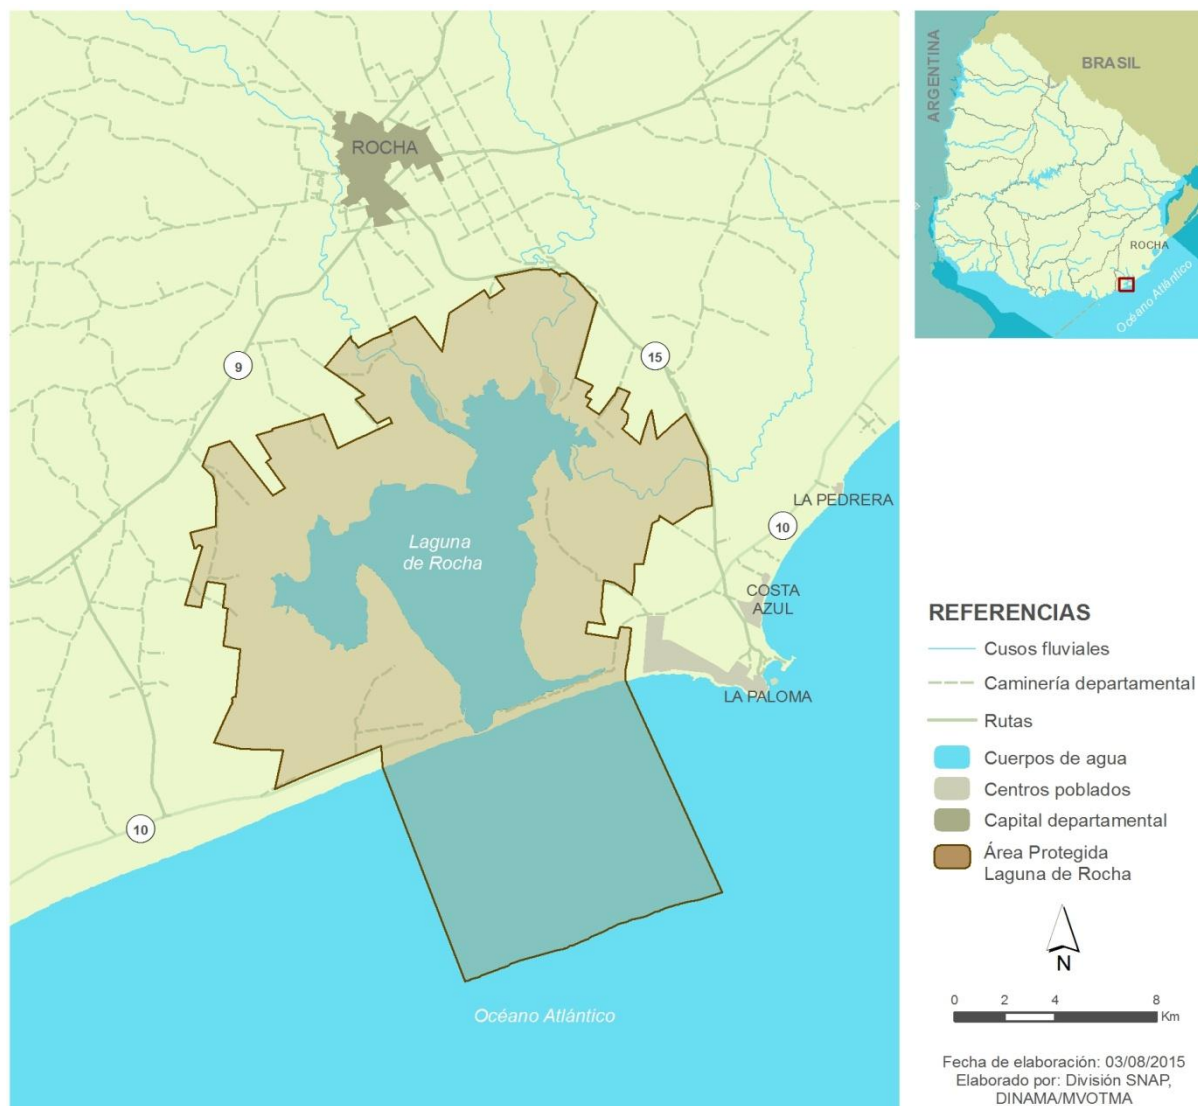 ROCHA
9
15
LA PEDRERA
10
Laguna
de Rocha
COSTA
AZUL
LA PALOMA
10
Océano Atlántico
ARGENTINA
BRASIL
ROCHA
Océano Atlántico
REFERENCIAS
Cusos fluviales
Caminería departamental
Rutas
Cuerpos de agua
Centros poblados
Capital departamental
Área Protegida
Laguna de Rocha
N
0 2 4 8
Km
Fecha de elaboración: 03/08/2015
Elaborado por: División SNAP,
DINAMA/MVOTMA